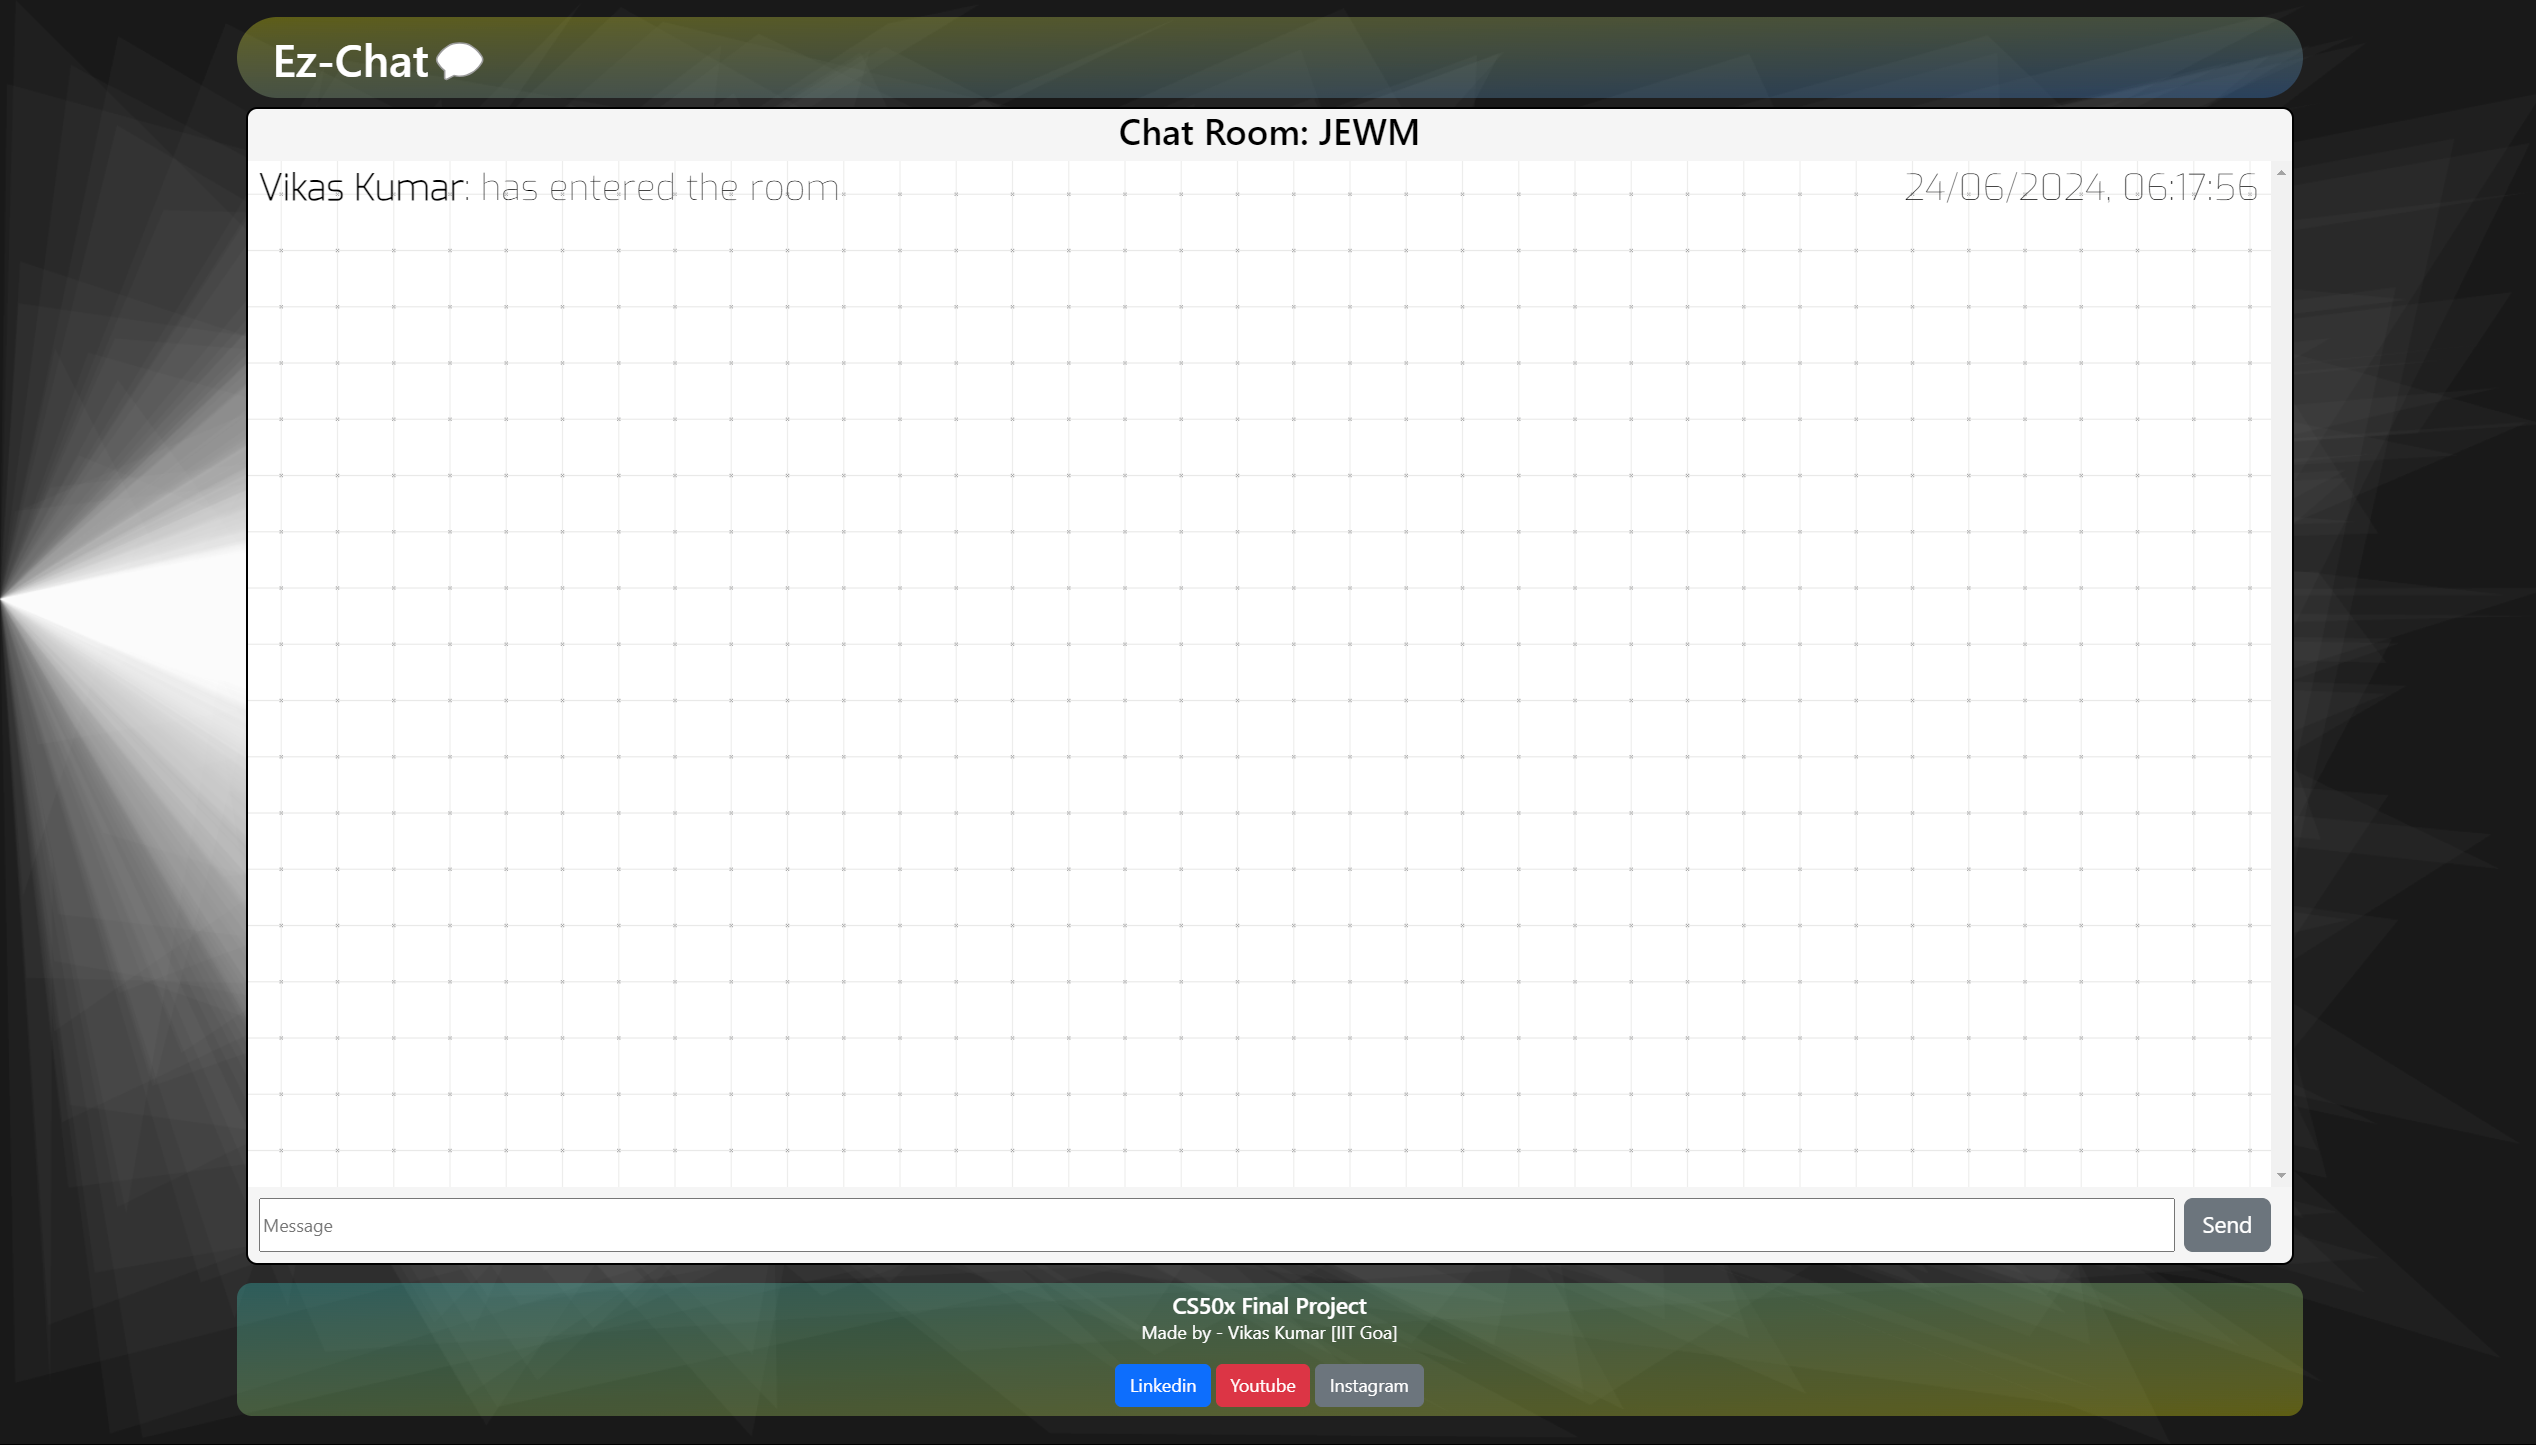 Ez-Chat
Chat Room: JEWM
Vikas Kumar: has entered the room 24/06/2024, 06:17:56
Message
Send
CS50x Final Project
Made by - Vikas Kumar [IIT Goa]
Linkedin Youtube Instagram